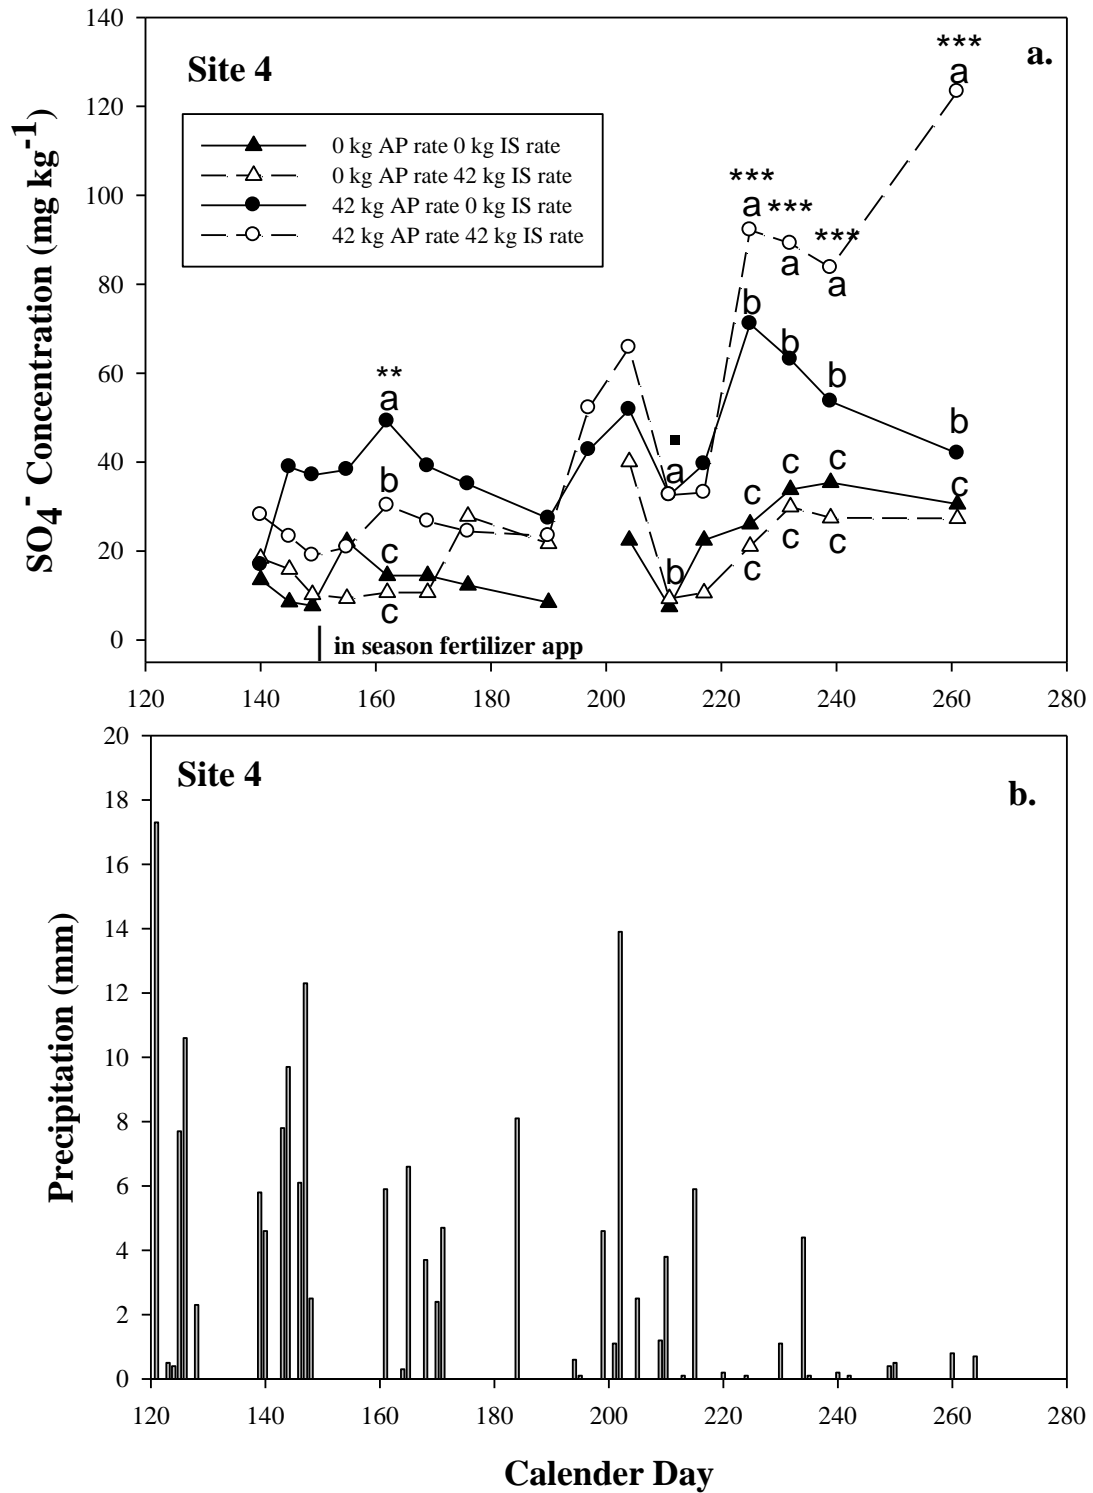 140
120
100
80
60
40
20
0
SO4- Concentration (mg kg-1)
Site 4
a.
0 kg AP rate 0 kg IS rate
0 kg AP rate 42 kg IS rate
42 kg AP rate 0 kg IS rate
42 kg AP rate 42 kg IS rate
***
a
***
a
***
a
***
a
**
a
b
c
c
a
b
b
b
b
b
c
c
c
c
c
c
c
in season fertilizer app
120 140 160 180 200 220 240 260 280
20
18
16
14
12
10
8
6
4
2
0
Precipitation (mm)
Site 4
b.
120 140 160 180 200 220 240 260 280
Calender Day